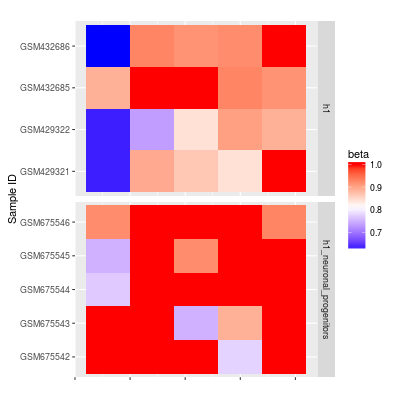 GSM432686
GSM432685
GSM429322
GSM429321
h1
GSM675546
GSM675545
GSM675544
GSM675543
GSM675542
h1_neuronal_progenitors
Sample ID
beta
1.0
0.9
0.8
0.7